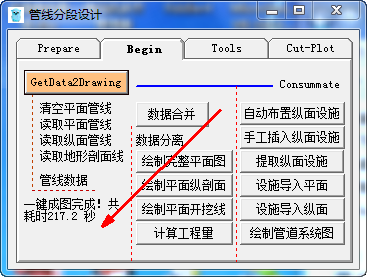 管线分段设计
Prepare
Begin
Tools
Cut-Plot
GetData2Drawing
Consummate
清空平面管线
读取平面管线
读取纵面管线
读取地形剖面线
管线数据
一键成图完成！共
耗时217.2 秒
数据合并
数据分离
绘制完整平面图
绘制平面纵剖面
绘制平面开挖线
计算工程量
自动布置纵面设施
手工插入纵面设施
提取纵面设施
设施导入平面
设施导入纵面
绘制管道系统图